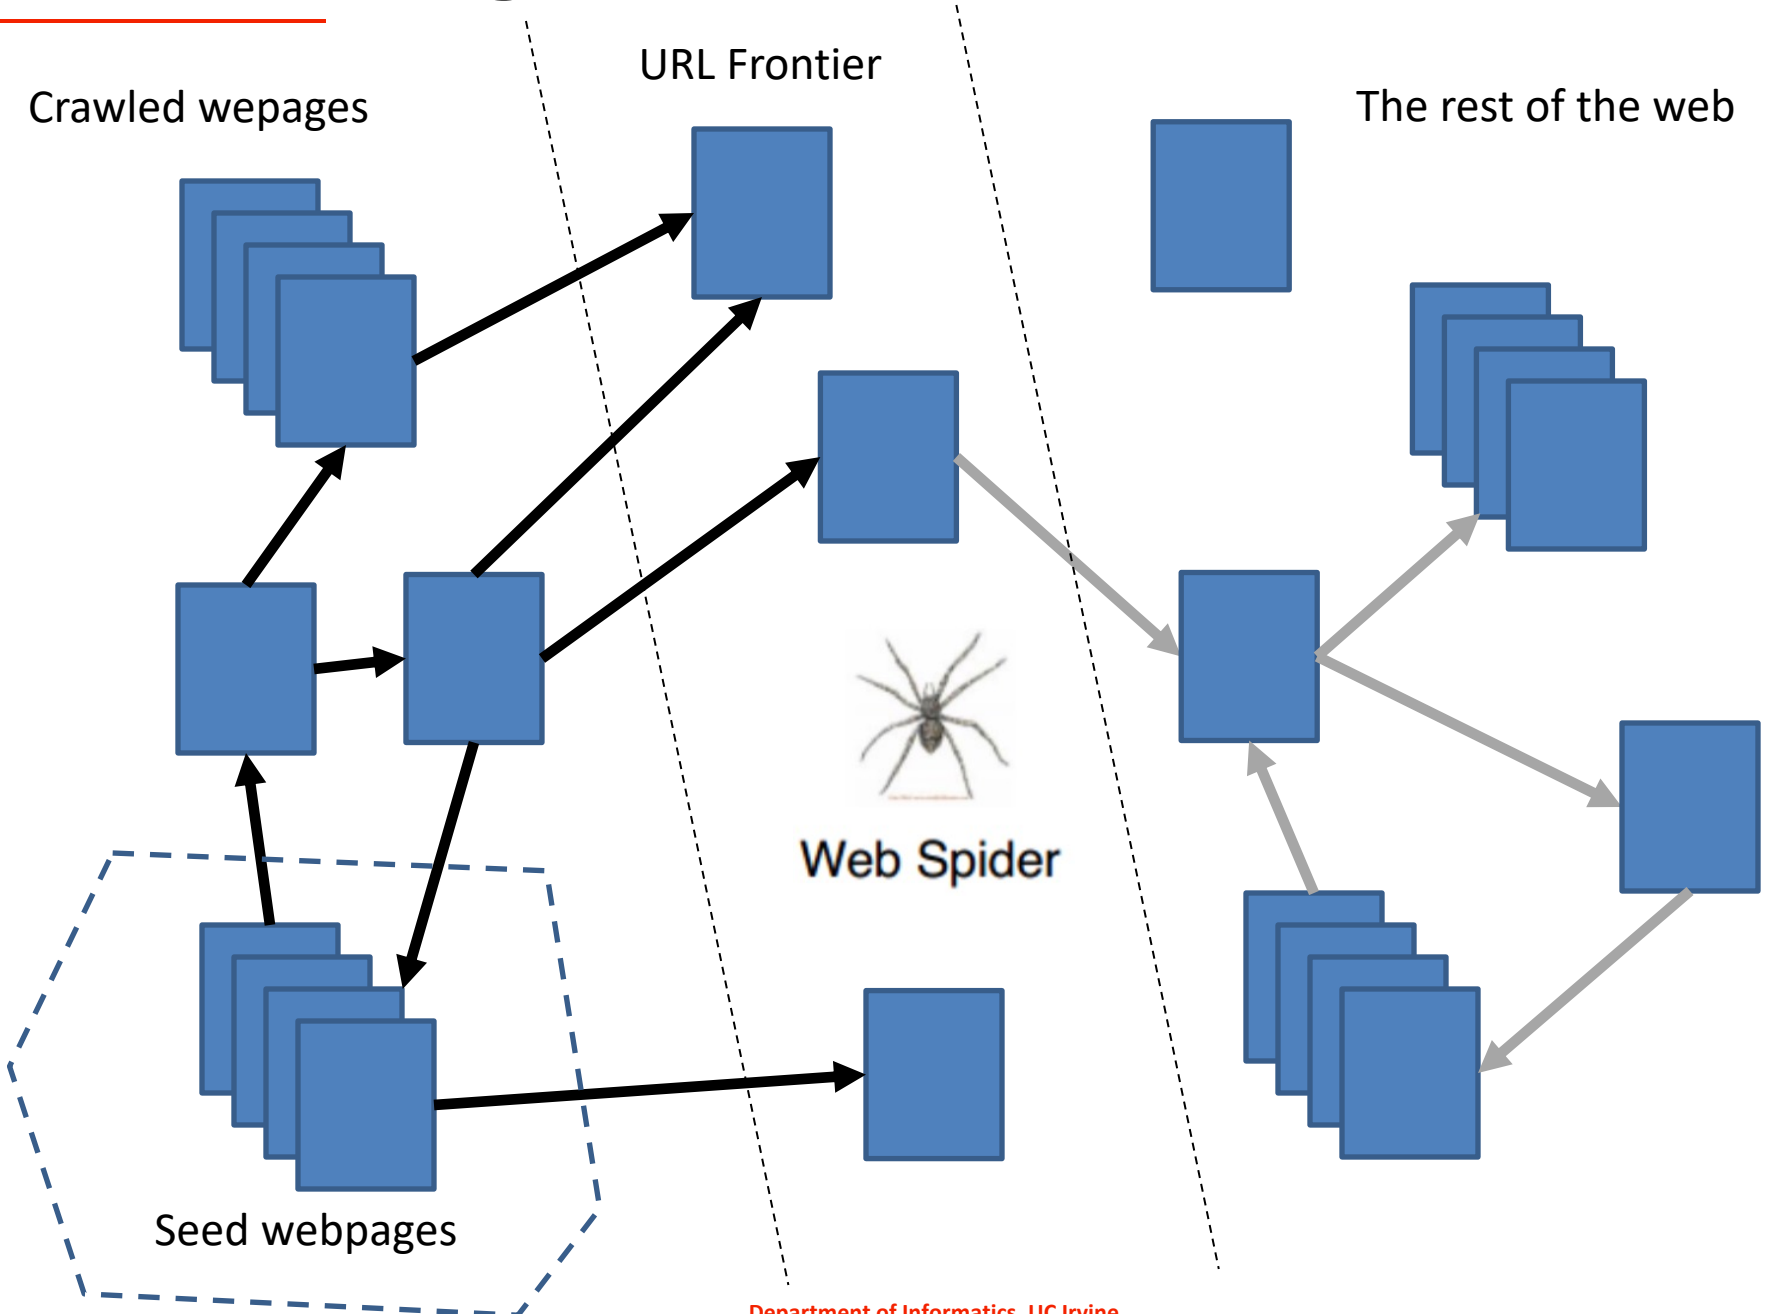 URL Frontier
Crawled wepages
The rest of the web
Web Spider
Seed webpages
Department of Informatics, UC Irvine